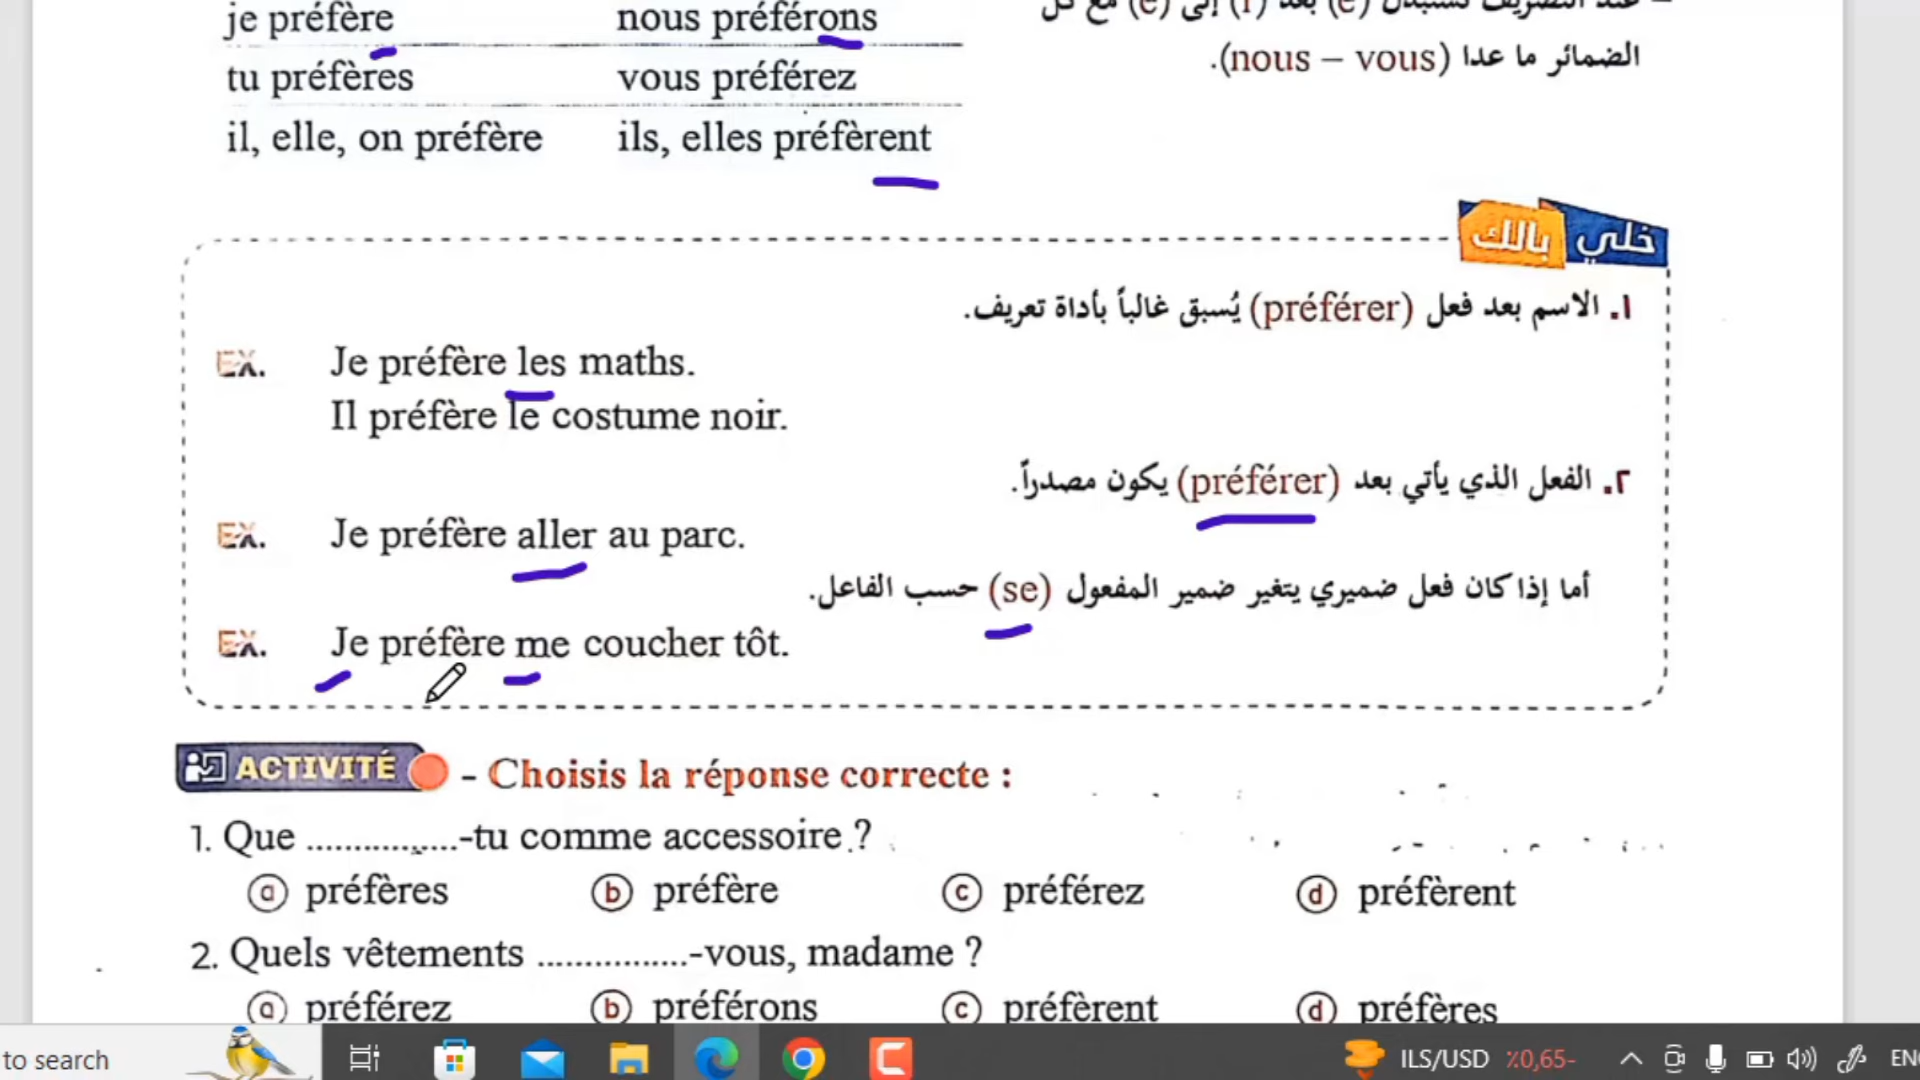 je préfère nous préférons
tu préfères vous préférez
il, elle, on préfère ils, elles préfèrent
الضمائر ما عدا (nous – vous).
خلي بالك
١. الاسم بعد فعل (préférer) يُسبق غالباً بأداة تعريف.
EX. Je préfère les maths.
Il préfère le costume noir.
٢. الفعل الذي يأتي بعد (préférer) يكون مصدراً.
EX. Je préfère aller au parc.
أما إذا كان فعل ضميري يتغير ضمير المفعول (se) حسب الفاعل.
EX. Je préfère me coucher tôt.
ACTIVITÉ - Choisis la réponse correcte :
1. Que ................-tu comme accessoire ?
a préfères b préfère c préférez d préfèrent
2. Quels vêtements ................-vous, madame ?
a préférez b préférons c préfèrent d préfères
to search ILS/USD %0,65- ENG